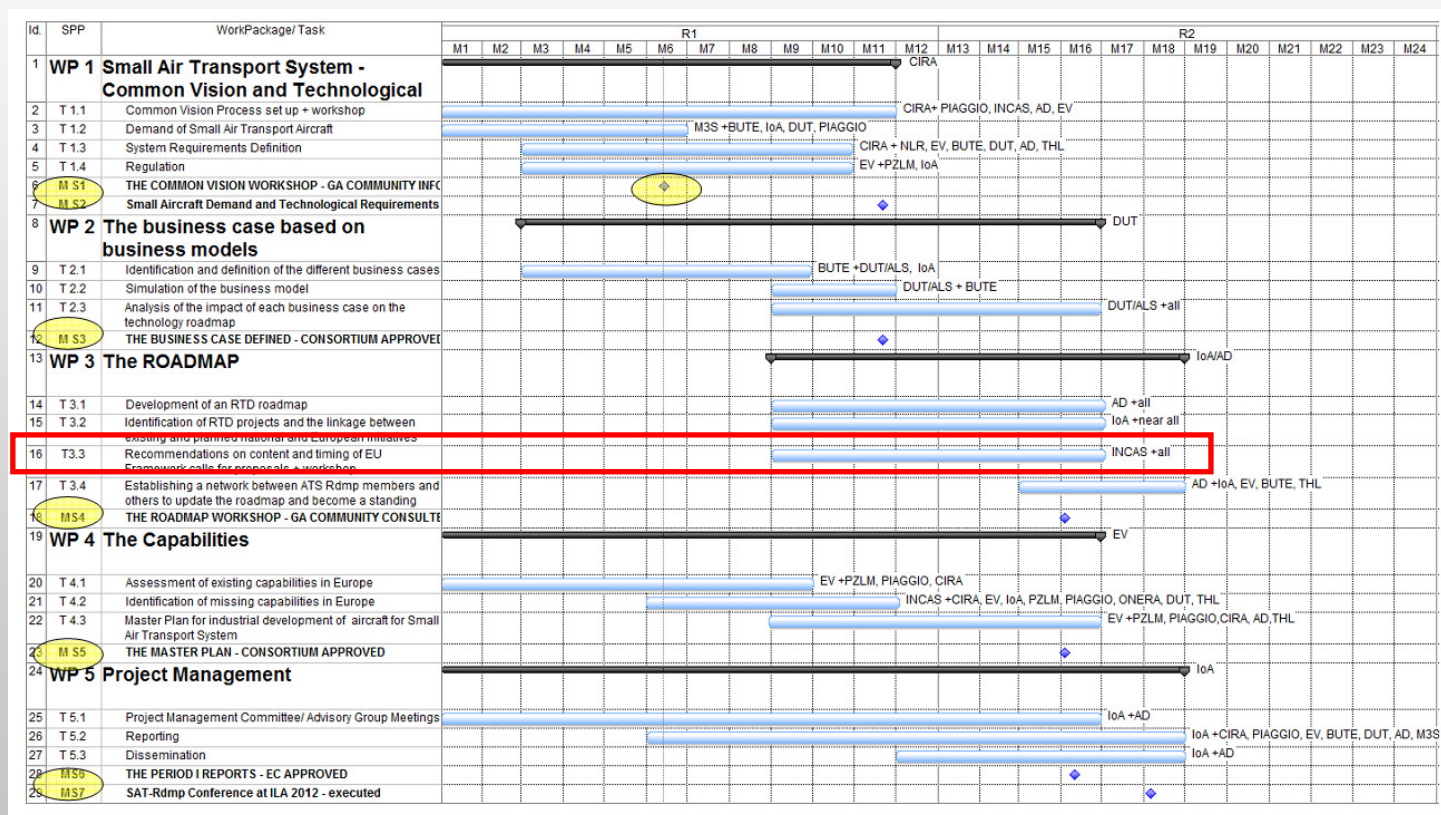 Id. SPP WorkPackage/ Task R1 R2
M1 M2 M3 M4 M5 M6 M7 M8 M9 M10 M11 M12 M13 M14 M15 M16 M17 M18 M19 M20 M21 M22 M23 M24
1 WP 1 Small Air Transport System - CIRA
Common Vision and Technological
2 T 1.1 Common Vision Process set up + workshop CIRA+ PIAGGIO, INCAS, AD, EV
3 T 1.2 Demand of Small Air Transport Aircraft M3S +BUTE, IoA, DUT, PIAGGIO
4 T 1.3 System Requirements Definition CIRA + NLR, EV, BUTE, DUT, AD, THL
5 T 1.4 Regulation EV +PZLM, IoA
6 M S1 THE COMMON VISION WORKSHOP - GA COMMUNITY INFO
7 M S2 Small Aircraft Demand and Technological Requirements
8 WP 2 The business case based on DUT
business models
9 T 2.1 Identification and definition of the different business cases BUTE +DUT/ALS, IoA
10 T 2.2 Simulation of the business model DUT/ALS + BUTE
11 T 2.3 Analysis of the impact of each business case on the DUT/ALS +all
technology roadmap
12 M S3 THE BUSINESS CASE DEFINED - CONSORTIUM APPROVED
13 WP 3 The ROADMAP IoA/AD
14 T 3.1 Development of an RTD roadmap AD +all
15 T 3.2 Identification of RTD projects and the linkage between IoA +near all
existing and planned national and European initiatives
16 T3.3 Recommendations on content and timing of EU INCAS +all
Framework calls for proposals + workshop
17 T 3.4 Establishing a network between ATS Rdmp members and AD +IoA, EV, BUTE, THL
others to update the roadmap and become a standing
18 MS4 THE ROADMAP WORKSHOP - GA COMMUNITY CONSULTE
19 WP 4 The Capabilities EV
20 T 4.1 Assessment of existing capabilities in Europe EV +PZLM, PIAGGIO, CIRA
21 T 4.2 Identification of missing capabilities in Europe INCAS +CIRA, EV, IoA, PZLM, PIAGGIO, ONERA, DUT, THL
22 T 4.3 Master Plan for industrial development of aircraft for Small EV +PZLM, PIAGGIO,CIRA, AD,THL
Air Transport System
23 M S5 THE MASTER PLAN - CONSORTIUM APPROVED
24 WP 5 Project Management IoA
25 T 5.1 Project Management Committee/ Advisory Group Meetings IoA +AD
26 T 5.2 Reporting IoA +CIRA, PIAGGIO, EV, BUTE, DUT, AD, M3S
27 T 5.3 Dissemination IoA +AD
28 MS6 THE PERIOD I REPORTS - EC APPROVED
29 MS7 SAT-Rdmp Conference at ILA 2012 - executed